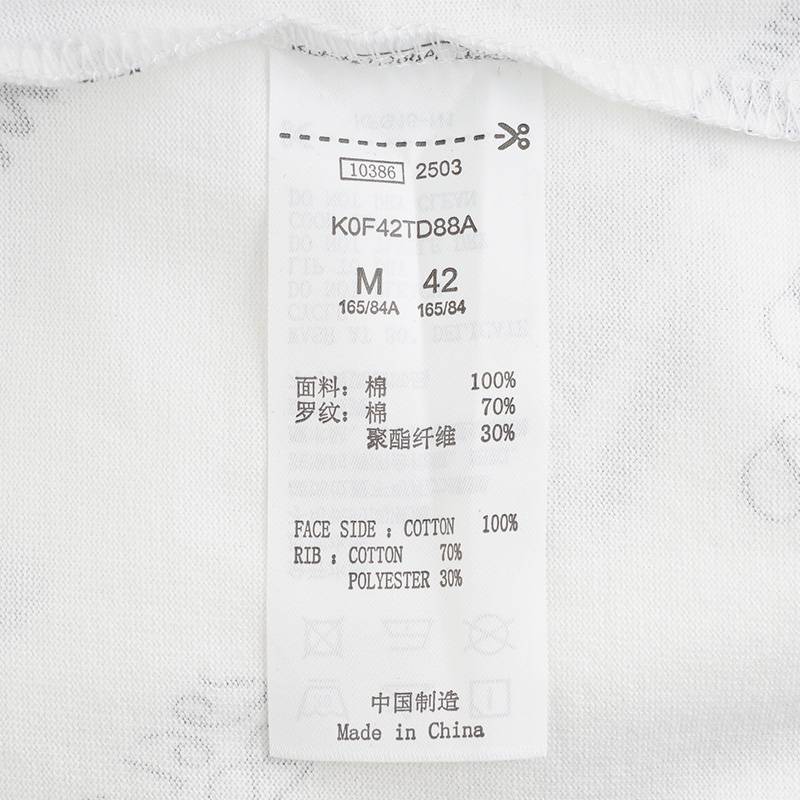 10386 2503
K0F42TD88A
M 42
165/84A 165/84
面料： 棉 100%
罗纹： 棉 70%
聚酯纤维 30%
FACE SIDE : COTTON 100%
RIB : COTTON 70%
POLYESTER 30%
中国制造
Made in China